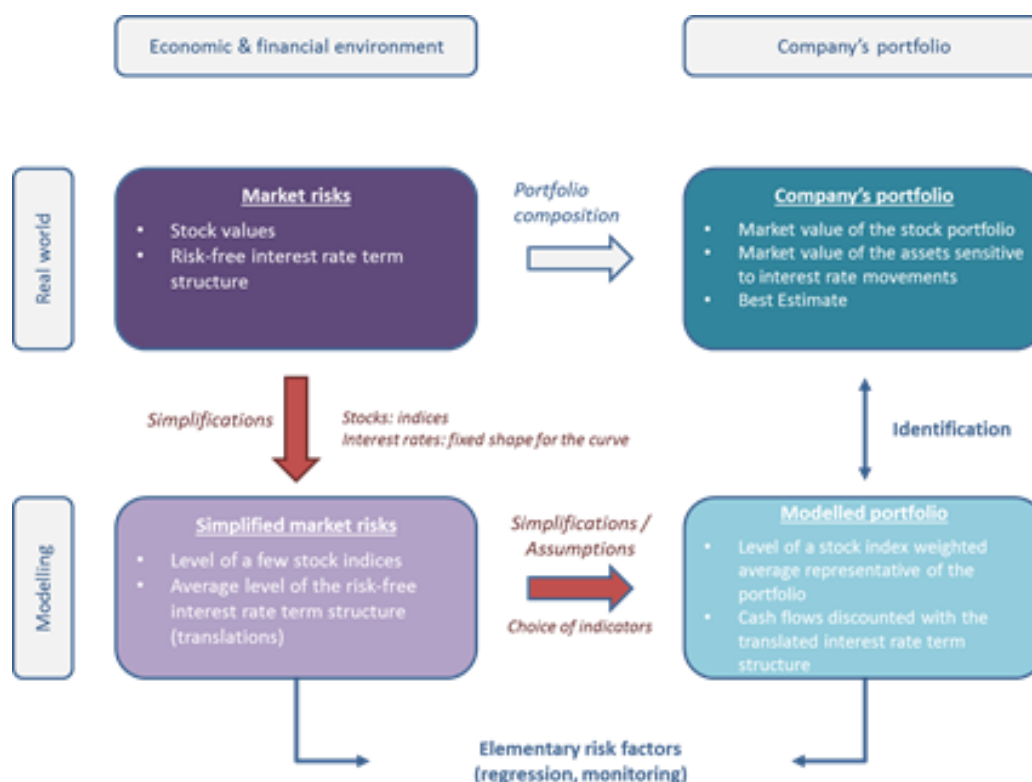 Economic & financial environment
Company's portfolio
Real world
Market risks
• Stock values
• Risk-free interest rate term
structure
Portfolio
composition
Company's portfolio
• Market value of the stock portfolio
• Market value of the assets sensitive
to interest rate movements
• Best Estimate
Simplifications
Stocks: indices
Interest rates: fixed shape for the curve
Identification
Modelling
Simplified market risks
• Level of a few stock indices
• Average level of the risk-free
interest rate term structure
(translations)
Simplifications /
Assumptions
Choice of indicators
Modelled portfolio
• Level of a stock index weighted
average representative of the
portfolio
• Cash flows discounted with the
translated interest rate term
structure
Elementary risk factors
(regression, monitoring)